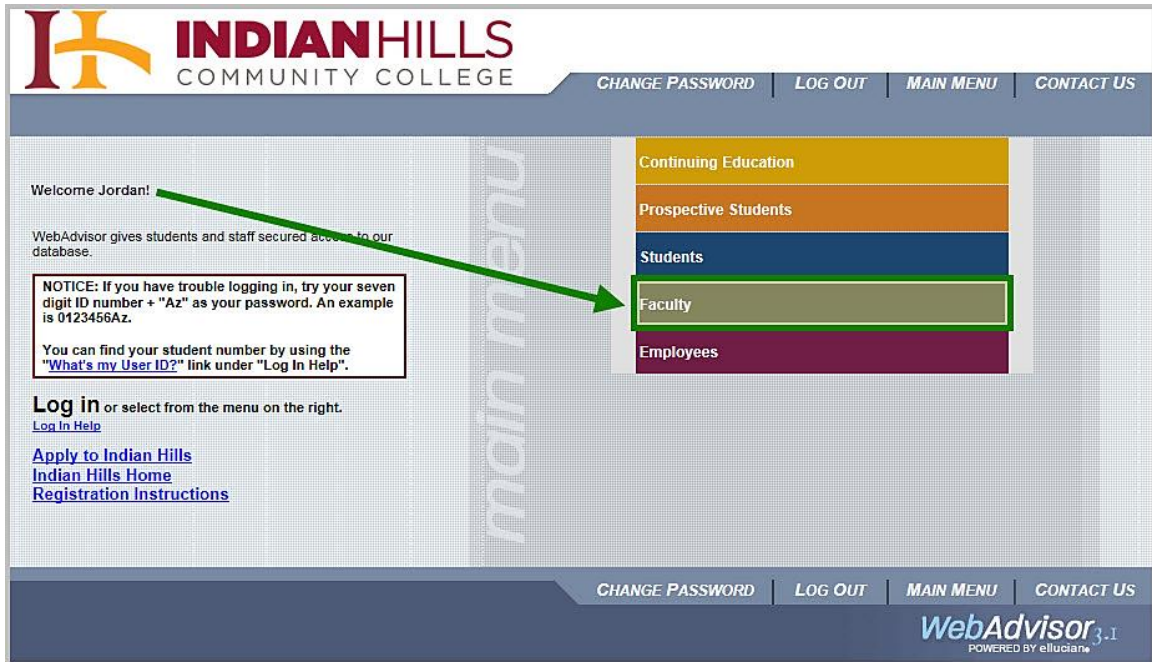 INDIAN HILLS
COMMUNITY COLLEGE
CHANGE PASSWORD
LOG OUT
MAIN MENU
CONTACT US
Welcome Jordan!
WebAdvisor gives students and staff secured access to our
database.
NOTICE: If you have trouble logging in, try your seven
digit ID number + "Az" as your password. An example
is 0123456Az.
You can find your student number by using the
"What's my User ID?" link under "Log In Help".
Log in or select from the menu on the right.
Log In Help
Apply to Indian Hills
Indian Hills Home
Registration Instructions
main menu
Continuing Education
Prospective Students
Students
Faculty
Employees
CHANGE PASSWORD
LOG OUT
MAIN MENU
CONTACT US
WebAdvisor 3.1
POWERED BY ellucian